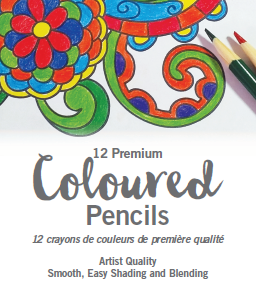 12 Premium
Coloured
Pencils
12 crayons de couleurs de première qualité
Artist Quality
Smooth, Easy Shading and Blending